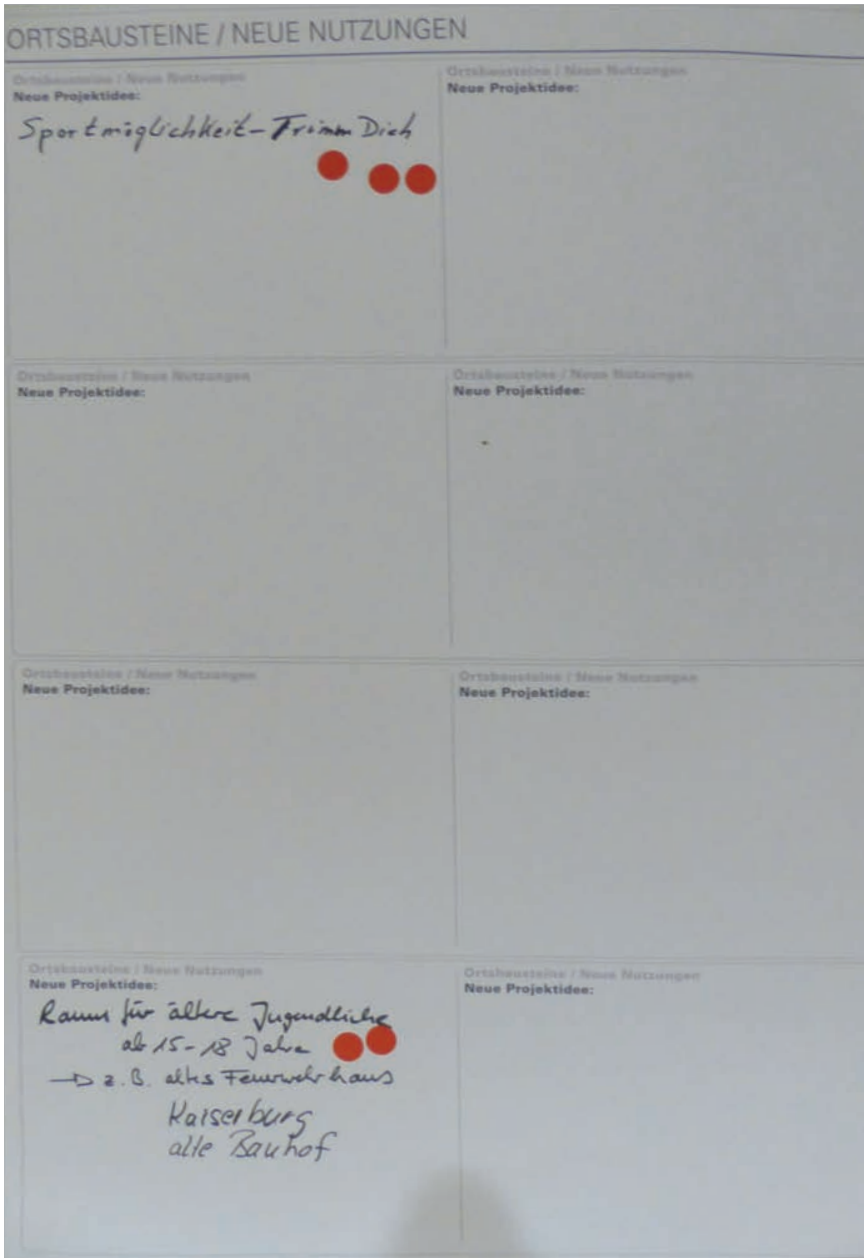 ORTSBAUSTEINE / NEUE NUTZUNGEN
Ortsbausteine / Neue Nutzungen
Neue Projektidee:
Sportmöglichkeit - Trimm Dich
Ortsbausteine / Neue Nutzungen
Neue Projektidee:
Ortsbausteine / Neue Nutzungen
Neue Projektidee:
Ortsbausteine / Neue Nutzungen
Neue Projektidee:
Ortsbausteine / Neue Nutzungen
Neue Projektidee:
Ortsbausteine / Neue Nutzungen
Neue Projektidee:
Ortsbausteine / Neue Nutzungen
Neue Projektidee:
Raum für ältere Jugendliche
ab 15-18 Jahre
→ z.B. altes Feuerwehrhaus
Kaiserburg
alte Bauhof
Ortsbausteine / Neue Nutzungen
Neue Projektidee: